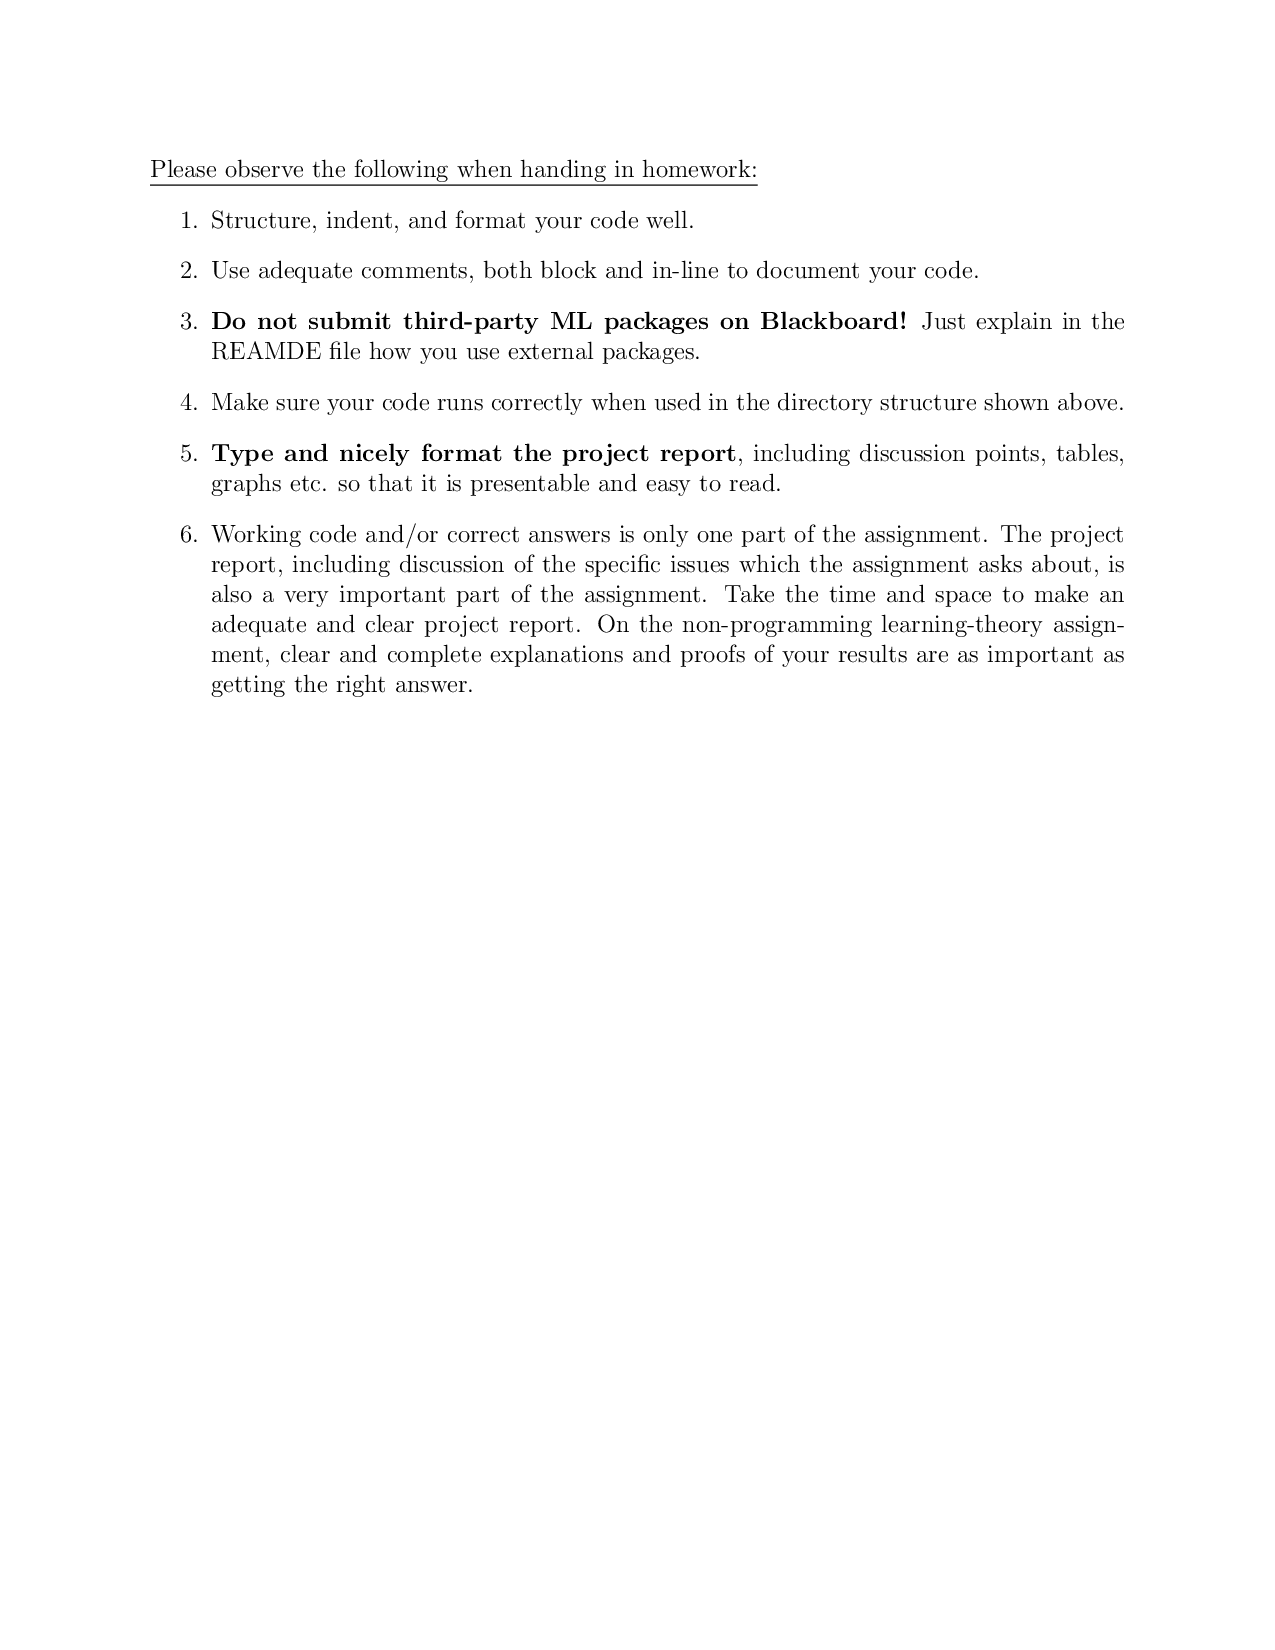 Please observe the following when handing in homework:
1. Structure, indent, and format your code well.
2. Use adequate comments, both block and in-line to document your code.
3. Do not submit third-party ML packages on Blackboard! Just explain in the
REAMDE file how you use external packages.
4. Make sure your code runs correctly when used in the directory structure shown above.
5. Type and nicely format the project report, including discussion points, tables,
graphs etc. so that it is presentable and easy to read.
6. Working code and/or correct answers is only one part of the assignment. The project
report, including discussion of the specific issues which the assignment asks about, is
also a very important part of the assignment. Take the time and space to make an
adequate and clear project report. On the non-programming learning-theory assign-
ment, clear and complete explanations and proofs of your results are as important as
getting the right answer.